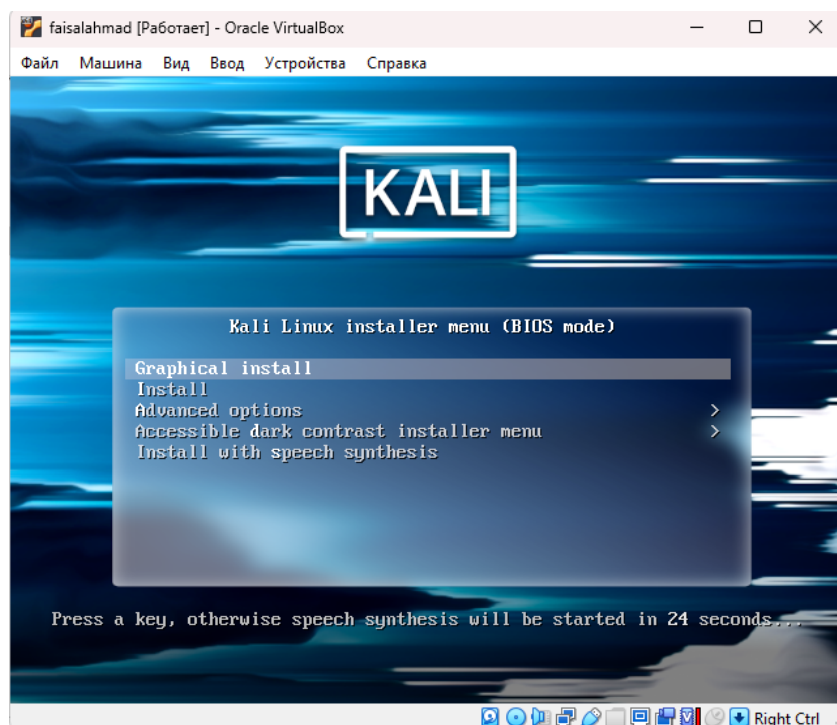 faisalahmad [Работает] - Oracle VirtualBox
Файл Машина Вид Ввод Устройства Справка
KALI
Kali Linux installer menu (BIOS mode)
Graphical install
Install
Advanced options >
Accessible dark contrast installer menu >
Install with speech synthesis
Press a key, otherwise speech synthesis will be started in 24 seconds...
Right Ctrl